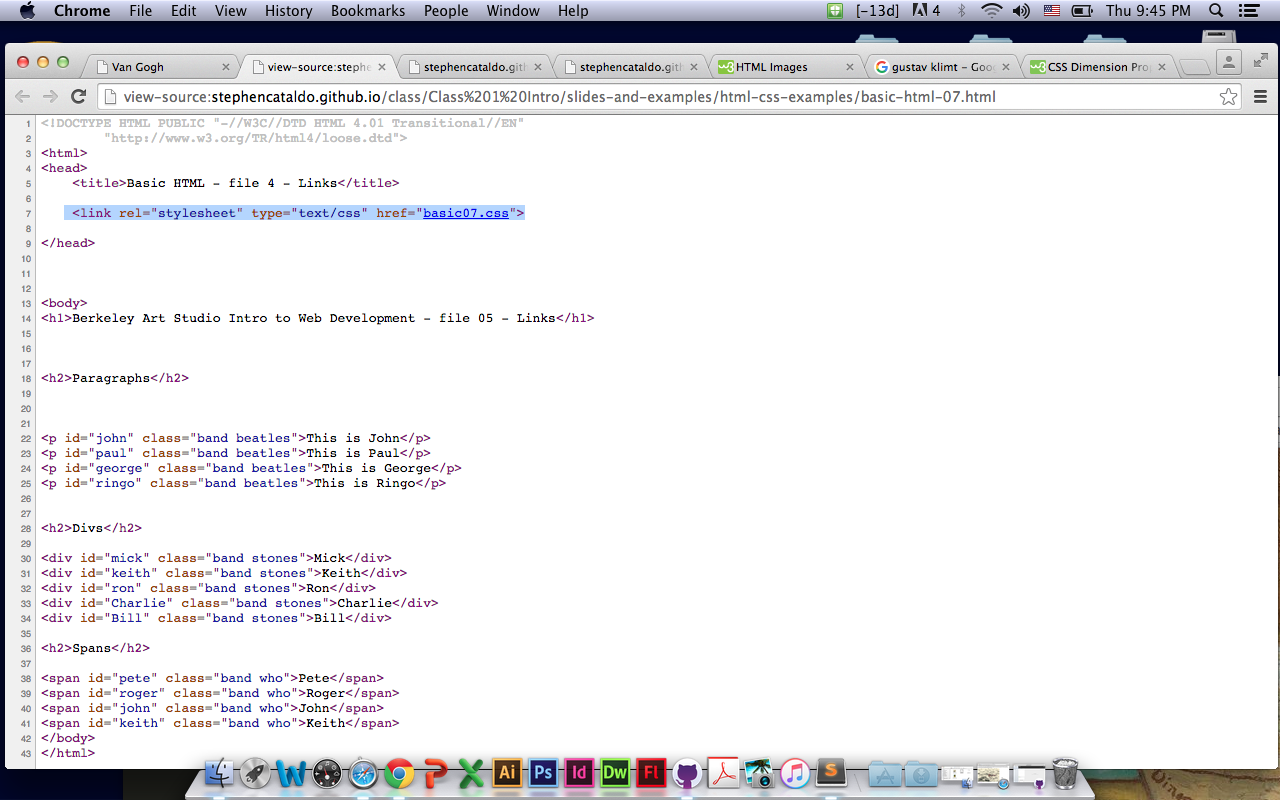 Chrome File Edit View History Bookmarks People Window Help [-13d] 4 Thu 9:45 PM
Van Gogh view-source:stephe stephencataldo.gith stephencataldo.gith HTML Images gustav klimt - Goo CSS Dimension Pro
view-source:stephencataldo.github.io/class/Class%201%20Intro/slides-and-examples/html-css-examples/basic-html-07.html
1 <!DOCTYPE HTML PUBLIC "-//W3C//DTD HTML 4.01 Transitional//EN"
2 "http://www.w3.org/TR/html4/loose.dtd">
3 <html>
4 <head>
5 <title>Basic HTML - file 4 - Links</title>
6
7 <link rel="stylesheet" type="text/css" href="basic07.css">
8
9 </head>
10
11
12
13 <body>
14 <h1>Berkeley Art Studio Intro to Web Development - file 05 - Links</h1>
15
16
17
18 <h2>Paragraphs</h2>
19
20
21
22 <p id="john" class="band beatles">This is John</p>
23 <p id="paul" class="band beatles">This is Paul</p>
24 <p id="george" class="band beatles">This is George</p>
25 <p id="ringo" class="band beatles">This is Ringo</p>
26
27
28 <h2>Divs</h2>
29
30 <div id="mick" class="band stones">Mick</div>
31 <div id="keith" class="band stones">Keith</div>
32 <div id="ron" class="band stones">Ron</div>
33 <div id="Charlie" class="band stones">Charlie</div>
34 <div id="Bill" class="band stones">Bill</div>
35
36 <h2>Spans</h2>
37
38 <span id="pete" class="band who">Pete</span>
39 <span id="roger" class="band who">Roger</span>
40 <span id="john" class="band who">John</span>
41 <span id="keith" class="band who">Keith</span>
42 </body>
43 </html>
Ai Ps Id Dw Fl